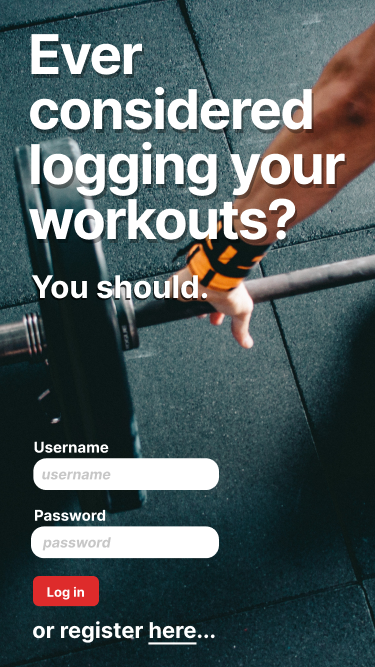 Ever
considered
logging your
workouts?
You should.
Username
username
Password
password
Log in
or register here...